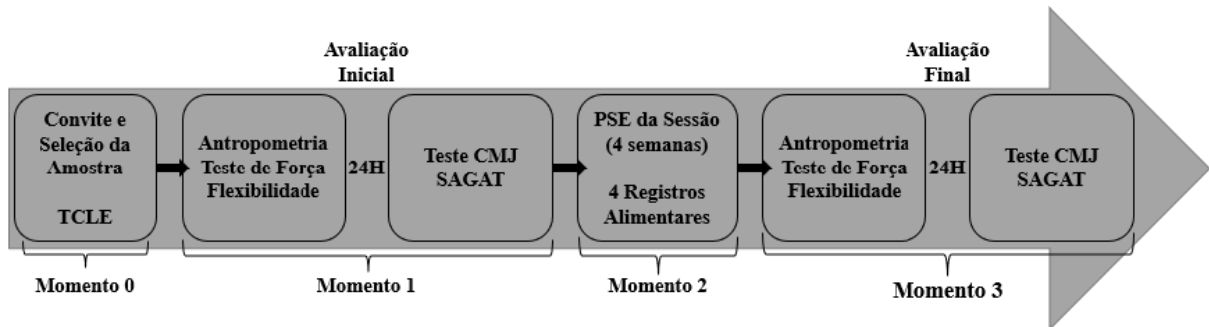 Avaliação
Inicial
Avaliação
Final
Convite e
Seleção da
Amostra
TCLE
Antropometria
Teste de Força
Flexibilidade
24H
Teste CMJ
SAGAT
PSE da Sessão
(4 semanas)
4 Registros
Alimentares
Antropometria
Teste de Força
Flexibilidade
24H
Teste CMJ
SAGAT
Momento 0
Momento 1
Momento 2
Momento 3